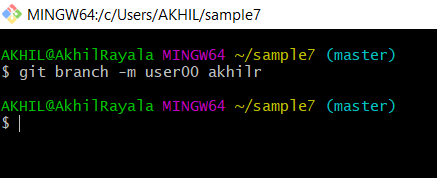 MINGW64:/c/Users/AKHIL/sample7
AKHIL@AkhilRayala MINGW64 ~/sample7 (master)
$ git branch -m user00 akhilr
AKHIL@AkhilRayala MINGW64 ~/sample7 (master)
$